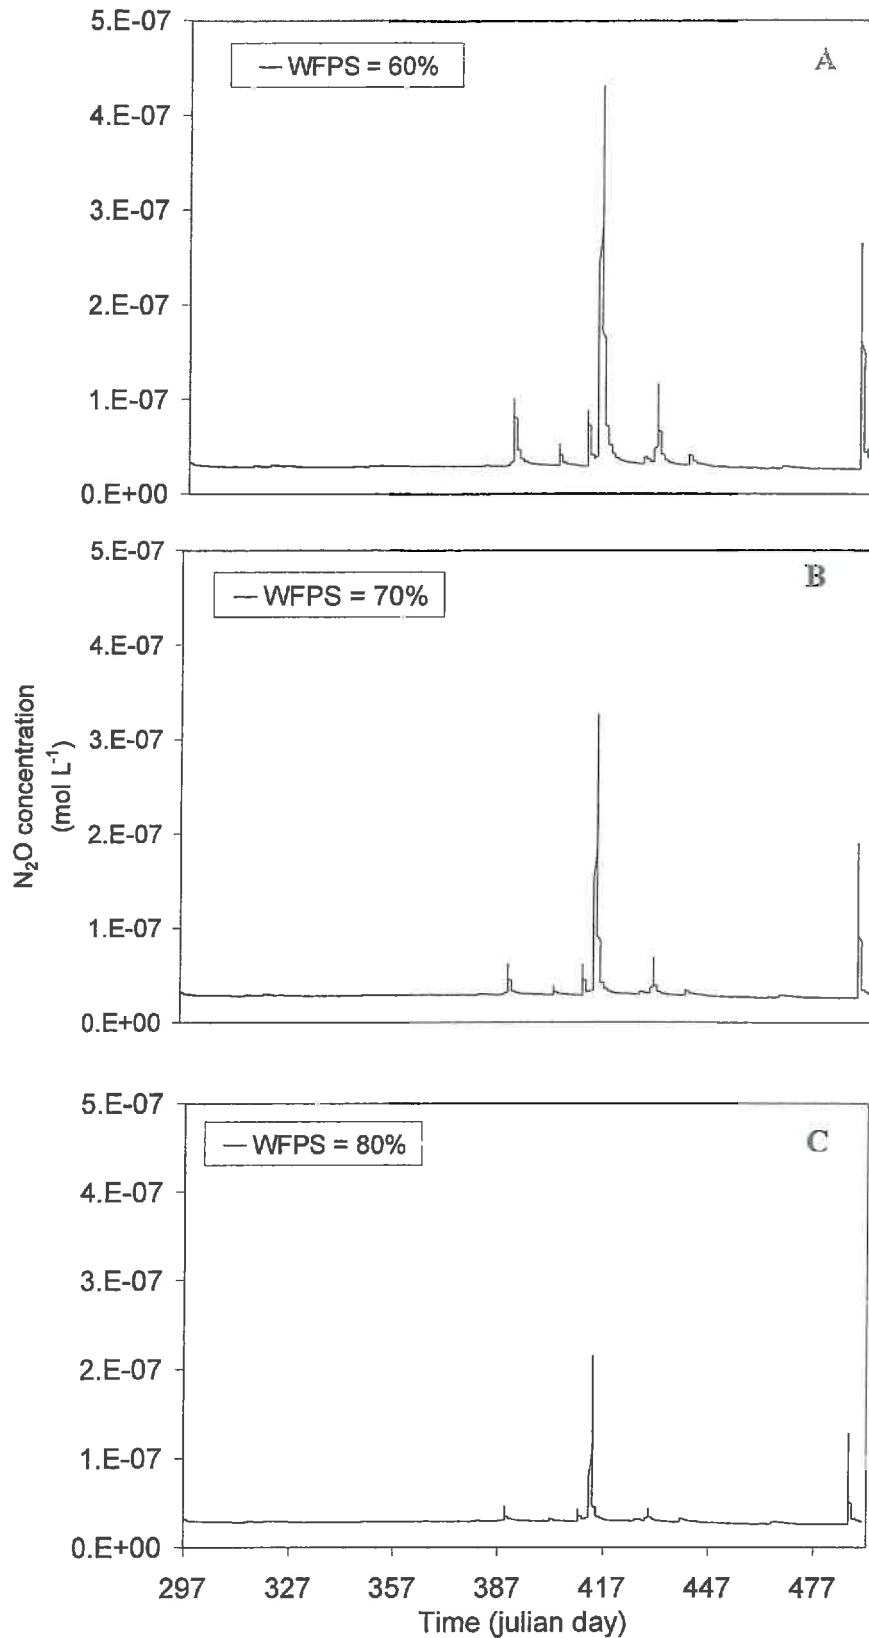 5.E-07
— WFPS = 60%
A
4.E-07
3.E-07
2.E-07
1.E-07
0.E+00
5.E-07
— WFPS = 70%
B
4.E-07
3.E-07
2.E-07
1.E-07
0.E+00
N₂O concentration
(mol L⁻¹)
5.E-07
— WFPS = 80%
C
4.E-07
3.E-07
2.E-07
1.E-07
0.E+00
297 327 357 387 417 447 477
Time (julian day)